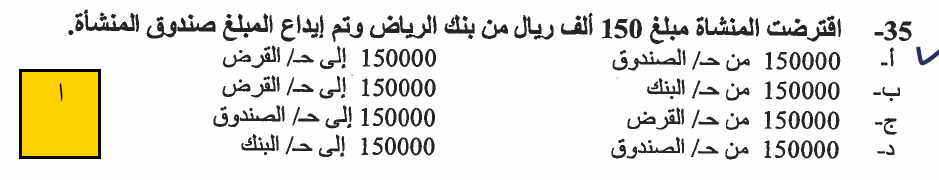 35- اقترضت المنشاة مبلغ 150 ألف ريال من بنك الرياض وتم إيداع المبلغ صندوق المنشأة.
أ- 150000 من حـ/ الصندوق 150000 إلى حـ/ القرض
ب- 150000 من حـ/ البنك 150000 إلى حـ/ القرض
ج- 150000 من حـ/ القرض 150000 إلى حـ/ الصندوق
د- 150000 من حـ/ الصندوق 150000 إلى حـ/ البنك
ا